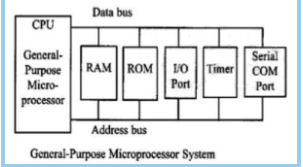 Data bus
CPU
General-
Purpose
Micro-
processor
RAM
ROM
I/O
Port
Timer
Serial
COM
Port
Address bus
General-Purpose Microprocessor System